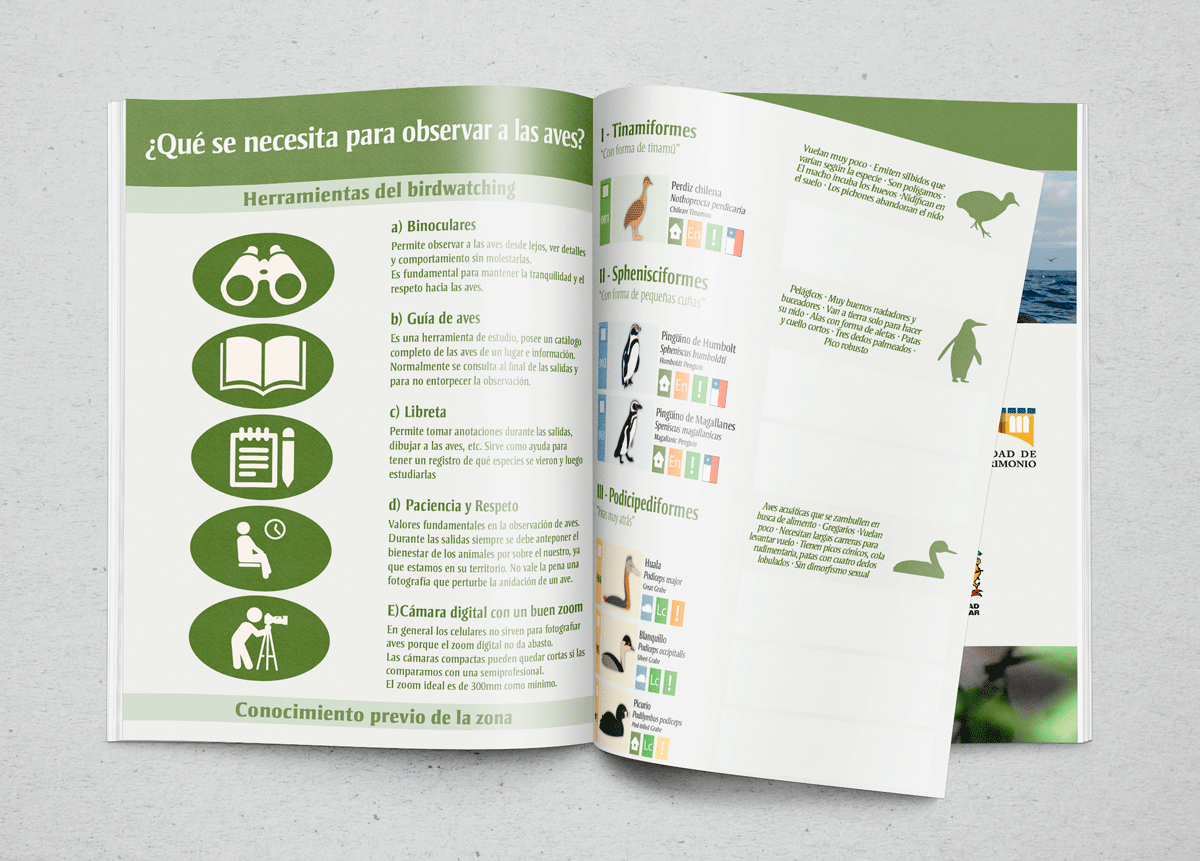 ¿Qué se necesita para observar a las aves?
Herramientas del birdwatching
a) Binoculares
Permite observar a las aves desde lejos, ver detalles
y comportamiento sin molestarlas.
Es fundamental para mantener la tranquilidad y el
respeto hacia las aves.
b) Guía de aves
Es una herramienta de estudio, posee un catálogo
completo de las aves de un lugar e información.
Normalmente se consulta al final de las salidas y
para no entorpecer la observación.
c) Libreta
Permite tomar anotaciones durante las salidas,
dibujar a las aves, etc. Sirve como ayuda para
tener un registro de qué especies se vieron y luego
estudiarlas
d) Paciencia y Respeto
Valores fundamentales en la observación de aves.
Durante las salidas siempre se debe anteponer el
bienestar de los animales por sobre el nuestro, ya
que estamos en su territorio. No vale la pena una
fotografía que perturbe la anidación de un ave.
E)Cámara digital con un buen zoom
En general los celulares no sirven para fotografiar
aves porque el zoom digital no da abasto.
Las cámaras compactas pueden quedar cortas si las
comparamos con una semiprofesional.
El zoom ideal es de 300mm como mínimo.
Conocimiento previo de la zona
I - Tinamiformes
"Con forma de tinamú"
001
Perdiz chilena
Nothoprocta perdicaria
Chilean Tinamou
En !
Vuelan muy poco · Emiten silbidos que
varían según la especie · Son polígamos ·
El macho incuba los huevos · Nidifican en
el suelo · Los pichones abandonan el nido
II - Sphenisciformes
"Con forma de pequeñas cuñas"
002
Pingüino de Humbolt
Spheniscus humboldti
Humboldt Penguin
En !
Pingüino de Magallanes
Speniscus magallanicus
Magallanic Penguin
En !
Pelágicos · Muy buenos nadadores y
buceadores · Van a tierra solo para hacer
su nido · Alas con forma de aletas · Patas
y cuello cortos · Tres dedos palmeados ·
Pico robusto
III - Podicipediformes
muy atrás"
Huala
Podiceps major
Great Grebe
Lc !
Blanquillo
Podiceps occipitalis
Silveri Grabe
Lc !
Picurio
Podilymbus podiceps
Pied-billed Grabe
Lc !
Aves acuáticas que se zambullen en
busca de alimento · Gregarios ·Vuelan
poco · Necesitan largas carreras para
levantar vuelo · Tienen picos cónicos, cola
rudimentaria, patas con cuatro dedos
lobulados · Sin dimorfismo sexual
DAD DE
RIMONIO
AD
AR